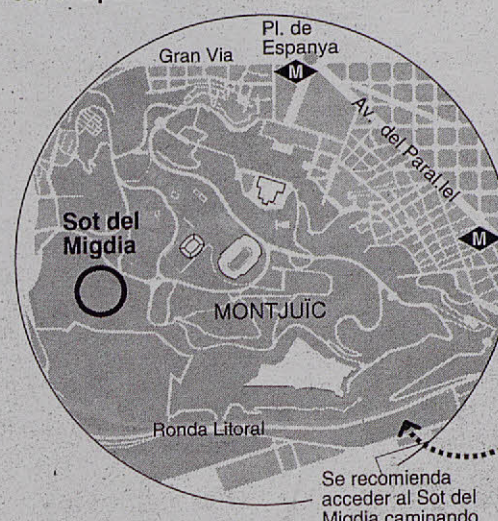 Pl. de
Espanya
Gran Via
M
Av. del Paral.lel
Sot del
Migdia
M
MONTJUÏC
Ronda Litoral
Se recomienda
acceder al Sot del
Migdia caminando